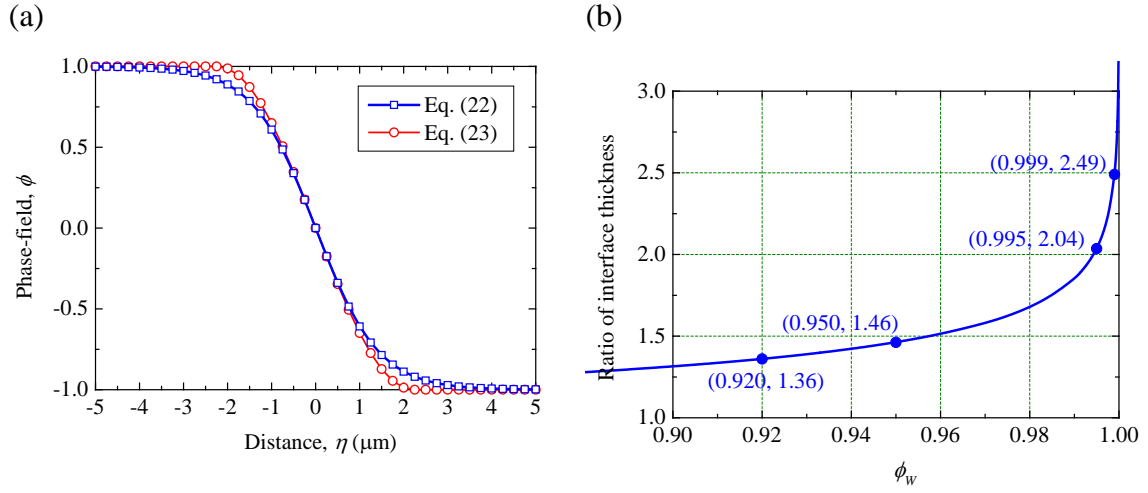 (a)
1.0
0.5
0.0
-0.5
-1.0
Phase-field, ϕ
Eq. (22)
Eq. (23)
-5 -4 -3 -2 -1 0 1 2 3 4 5
Distance, η (μm)
(b)
3.0
2.5
2.0
1.5
1.0
Ratio of interface thickness
(0.999, 2.49)
(0.995, 2.04)
(0.950, 1.46)
(0.920, 1.36)
0.90 0.92 0.94 0.96 0.98 1.00
ϕ_W